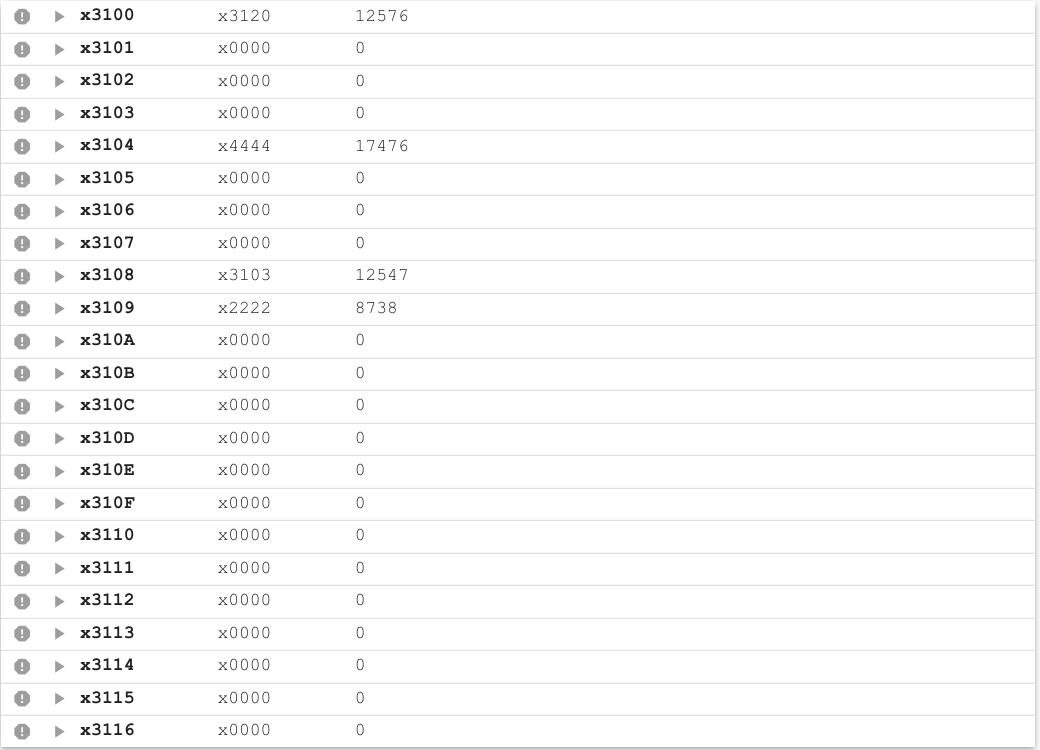 x3100 x3120 12576
x3101 x0000 0
x3102 x0000 0
x3103 x0000 0
x3104 x4444 17476
x3105 x0000 0
x3106 x0000 0
x3107 x0000 0
x3108 x3103 12547
x3109 x2222 8738
x310A x0000 0
x310B x0000 0
x310C x0000 0
x310D x0000 0
x310E x0000 0
x310F x0000 0
x3110 x0000 0
x3111 x0000 0
x3112 x0000 0
x3113 x0000 0
x3114 x0000 0
x3115 x0000 0
x3116 x0000 0